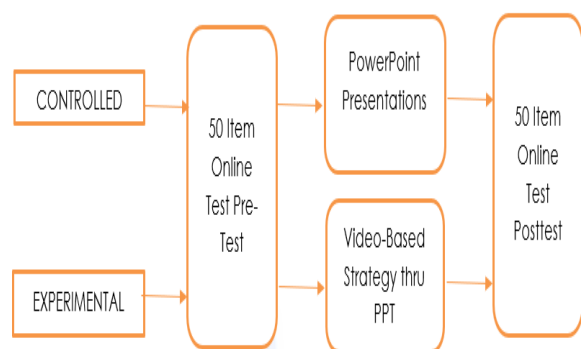 CONTROLLED
EXPERIMENTAL
50 Item
Online
Test Pre-
Test
PowerPoint
Presentations
Video-Based
Strategy thru
PPT
50 Item
Online
Test
Posttest